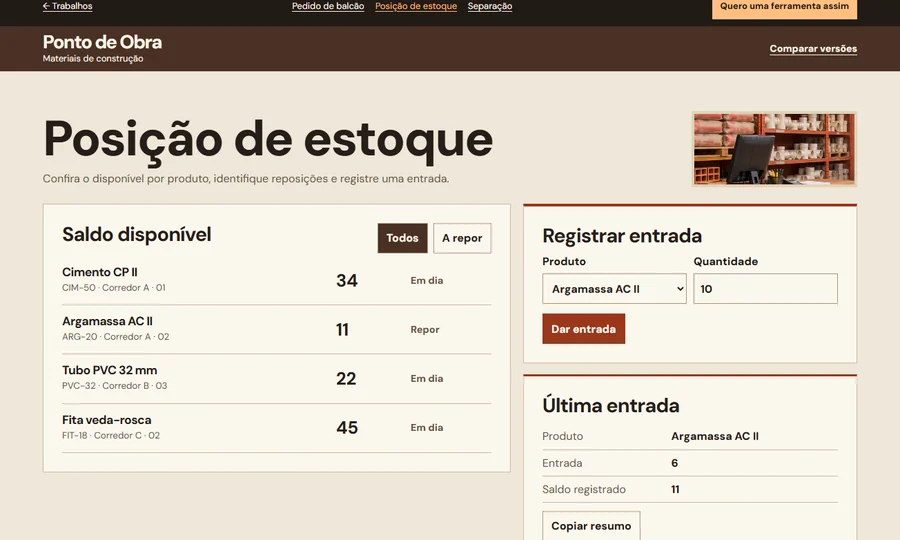 ← Trabalhos
Pedido de balcão
Posição de estoque
Separação
Quero uma ferramenta assim
Ponto de Obra
Materiais de construção
Comparar versões
Posição de estoque
Confira o disponível por produto, identifique reposições e registre uma entrada.
Saldo disponível
Todos
A repor
Cimento CP II
CIM-50 · Corredor A · 01
34
Em dia
Argamassa AC II
ARG-20 · Corredor A · 02
11
Repor
Tubo PVC 32 mm
PVC-32 · Corredor B · 03
22
Em dia
Fita veda-rosca
FIT-18 · Corredor C · 02
45
Em dia
Registrar entrada
Produto
Quantidade
Argamassa AC II
10
Dar entrada
Última entrada
Produto
Argamassa AC II
Entrada
6
Saldo registrado
11
Copiar resumo